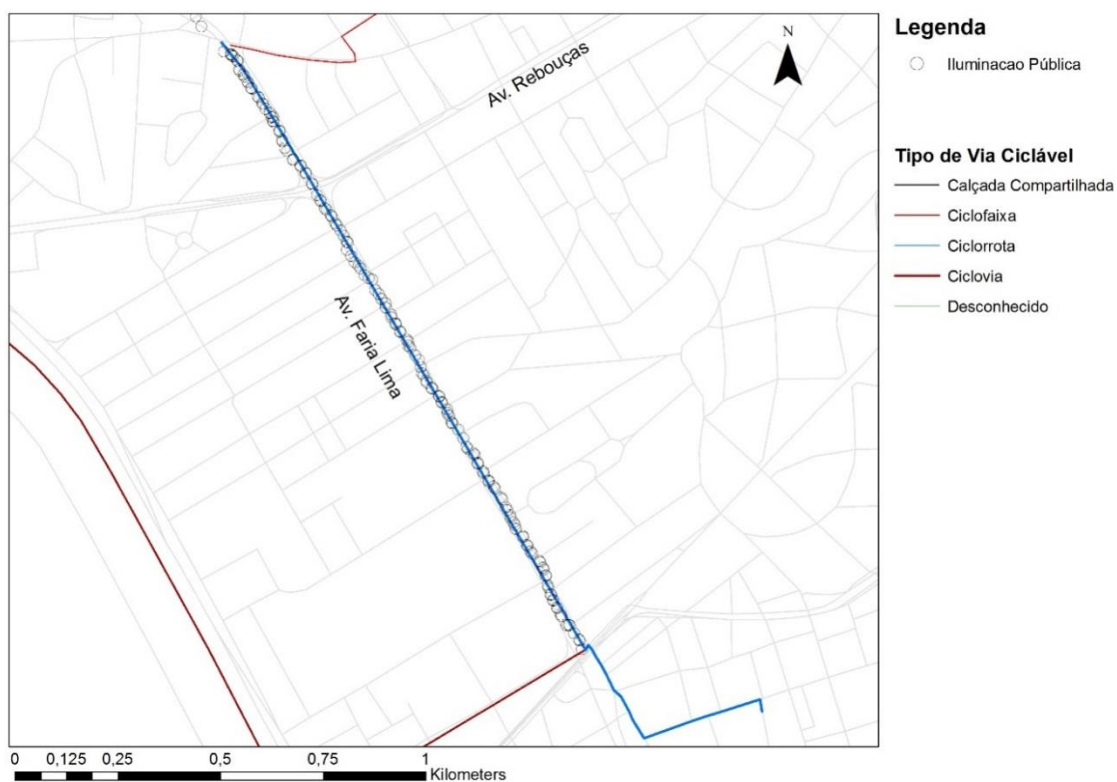 Legenda
N
Iluminacao Pública
Av. Rebouças
Tipo de Via Ciclável
Calçada Compartilhada
Ciclofaixa
Ciclorrota
Ciclovia
Desconhecido
Av. Faria Lima
0 0,125 0,25 0,5 0,75 1
Kilometers